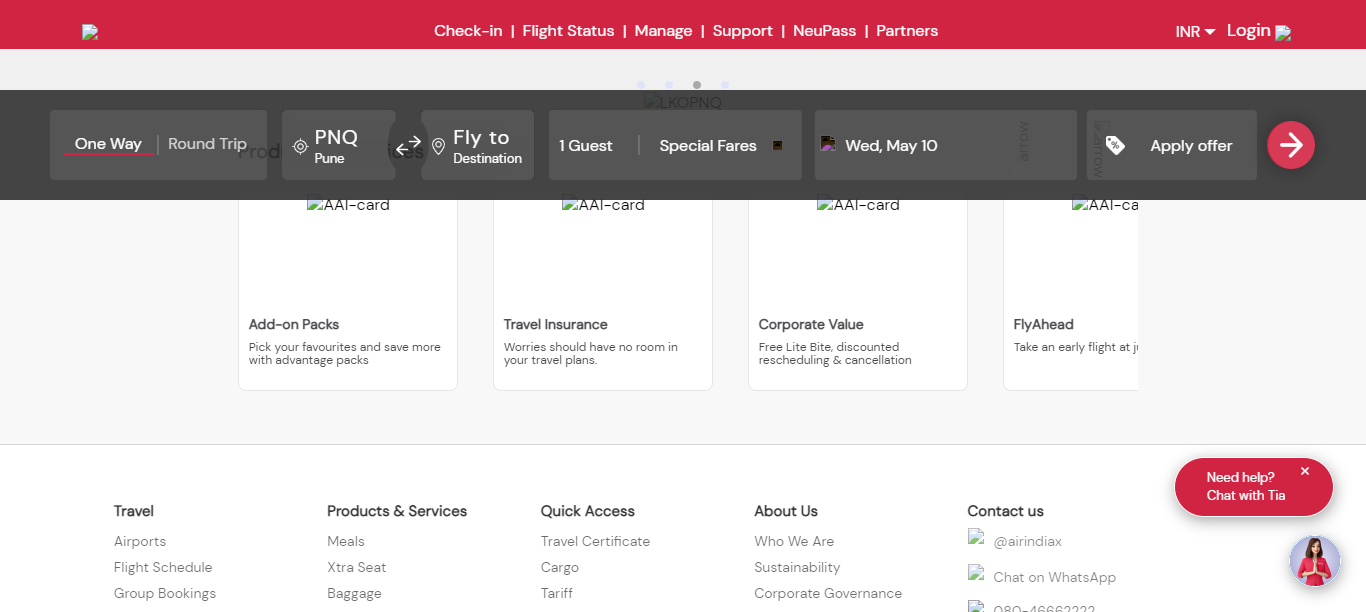 Check-in | Flight Status | Manage | Support | NeuPass | Partners
INR Login
LKOPNQ
One Way Round Trip
PNQ
Pune
Fly to
Destination
1 Guest Special Fares
Wed, May 10
arrow
arrow
Apply offer
AAI-card
AAI-card
AAI-card
AAI-ca
Add-on Packs
Pick your favourites and save more
with advantage packs
Travel Insurance
Worries should have no room in
your travel plans.
Corporate Value
Free Lite Bite, discounted
rescheduling & cancellation
FlyAhead
Take an early flight at ju
Need help?
Chat with Tia
Travel
Airports
Flight Schedule
Group Bookings
Products & Services
Meals
Xtra Seat
Baggage
Quick Access
Travel Certificate
Cargo
Tariff
About Us
Who We Are
Sustainability
Corporate Governance
Contact us
@airindiax
Chat on WhatsApp
080-46662222